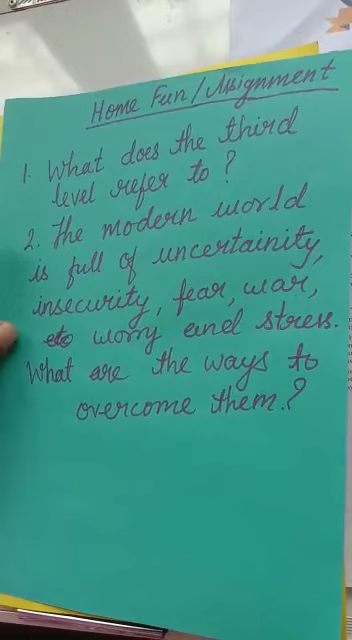 Home Fun/Assignment
1. What does the third
level refer to?
2. The modern world
is full of uncertainity,
insecurity, fear, war,
worry and stress.
What are the ways to
overcome them.?